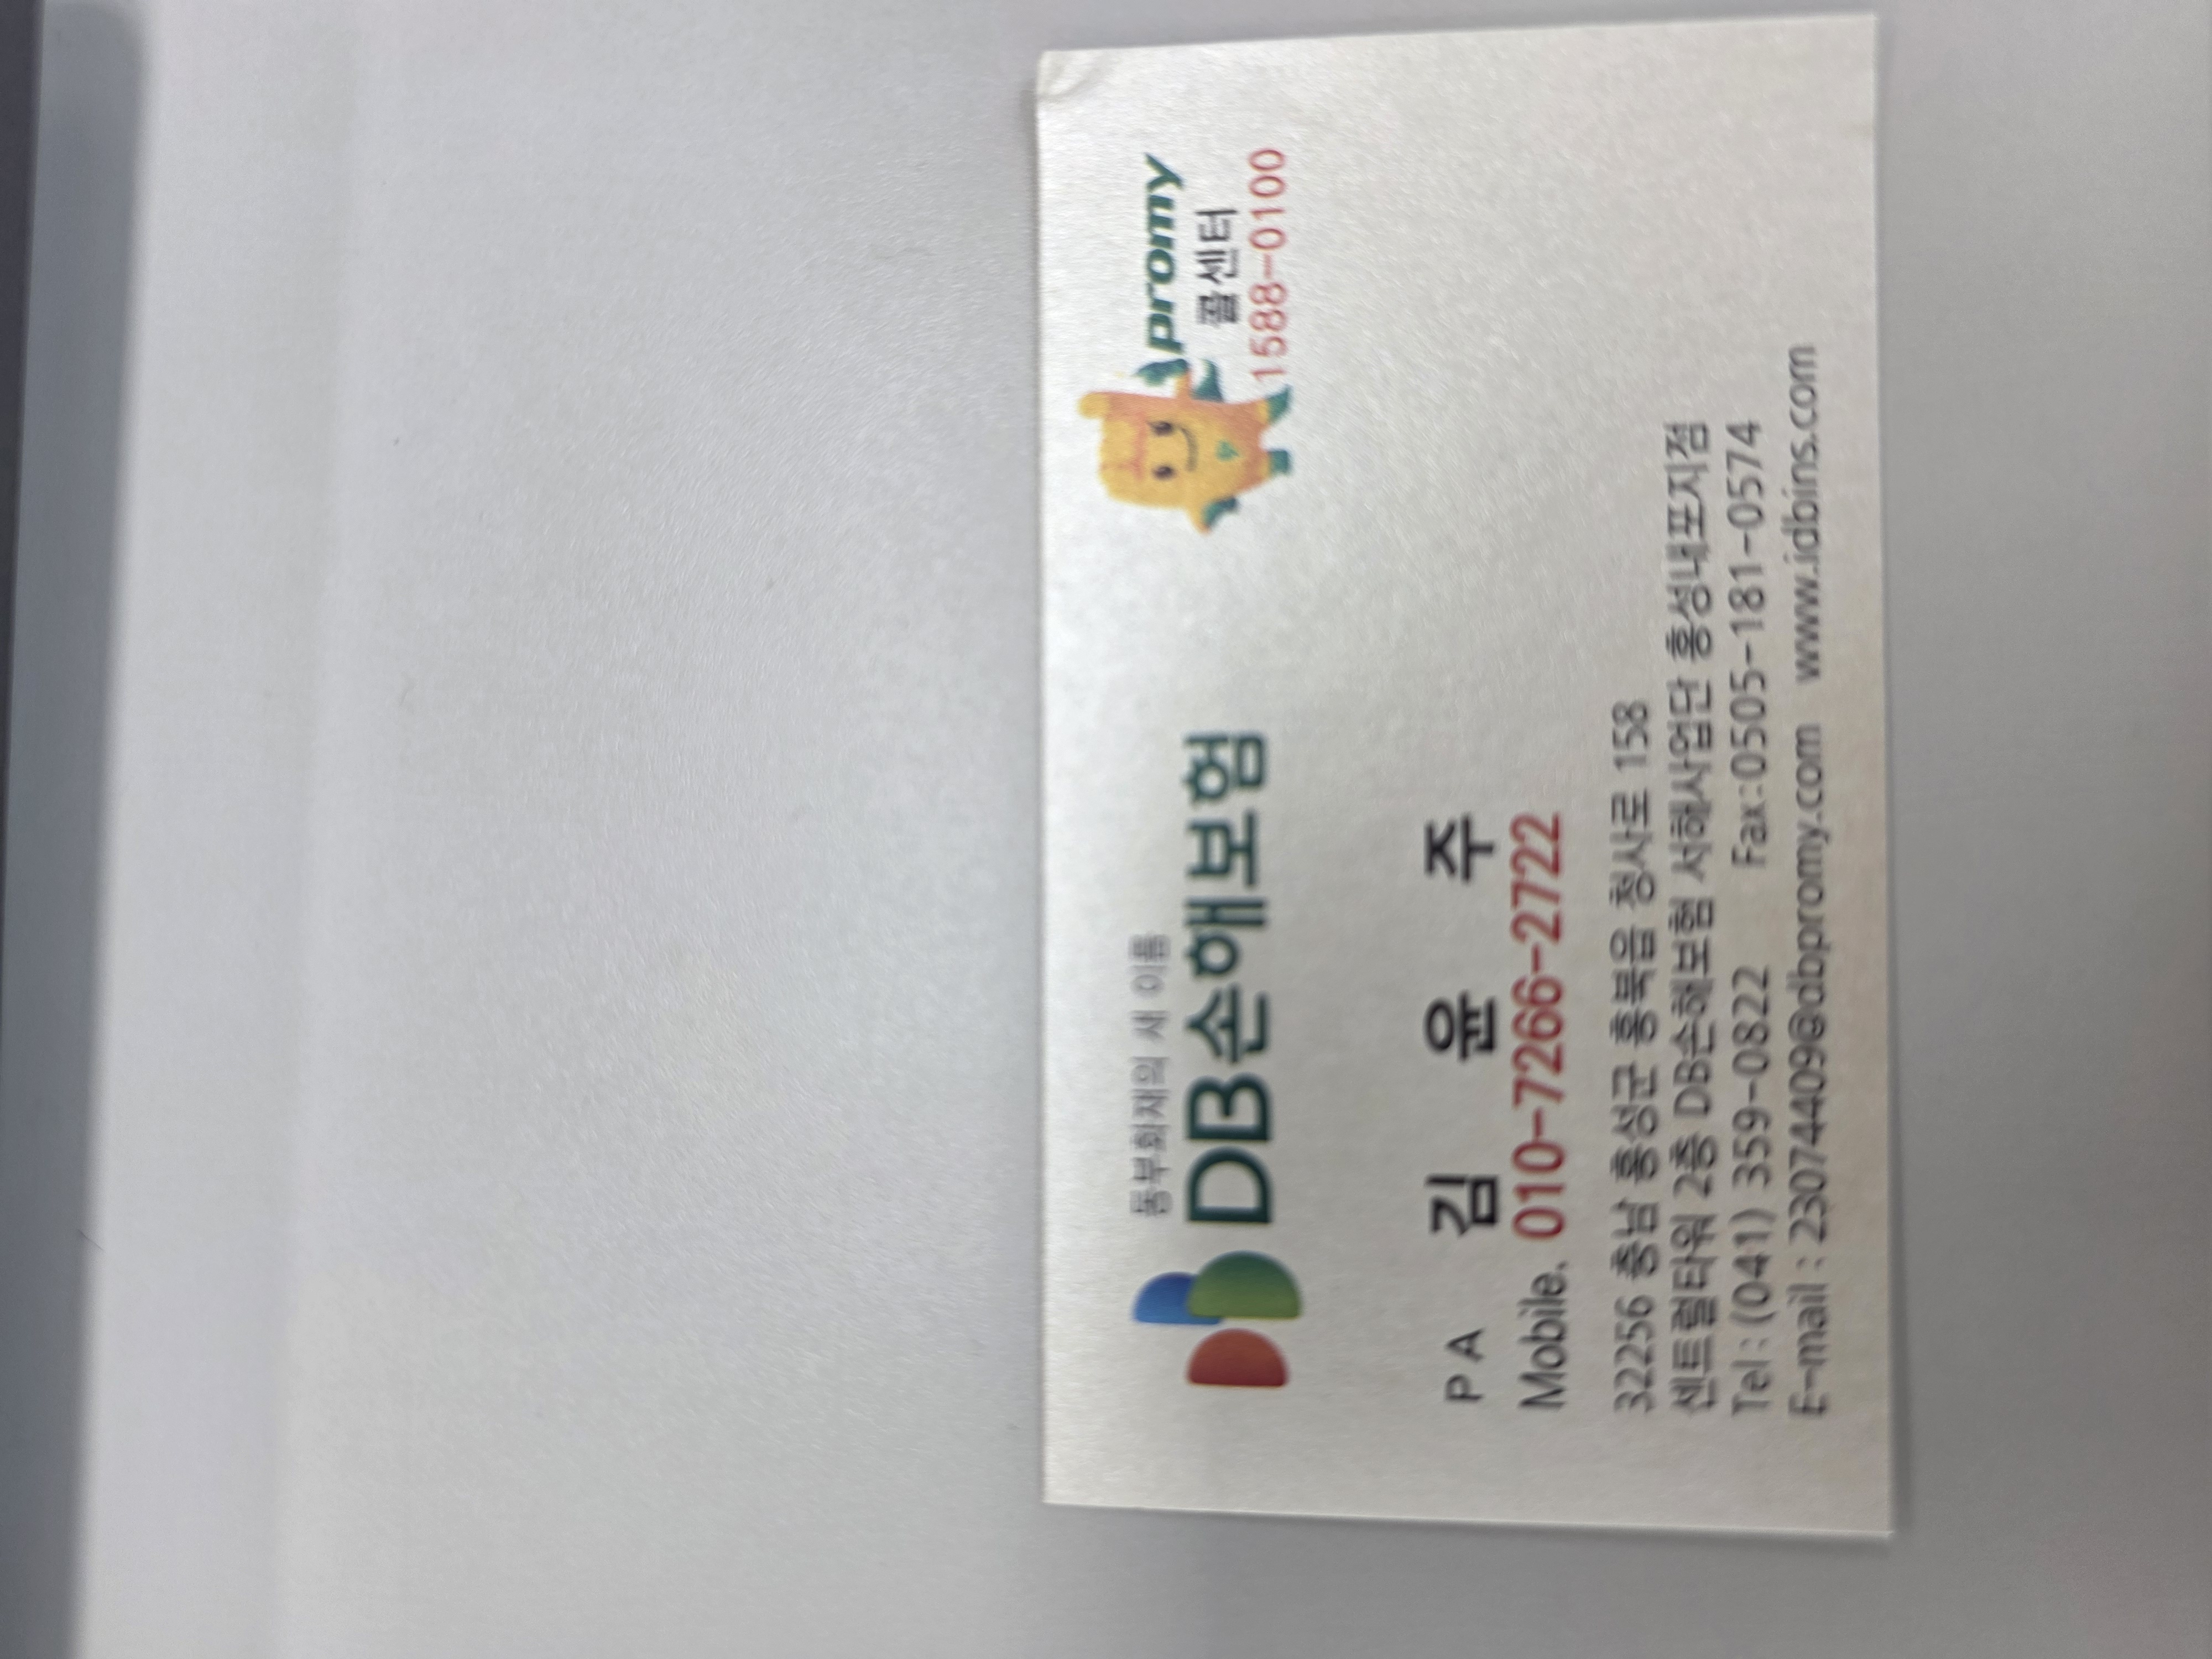 동부화재의 새 이름
DB손해보험
promy
콜센터
1588-0100
PA 김 윤 주
Mobile. 010-7266-2722
32256 충남 홍성군 홍북읍 청사로 158
센트럴타워 2층 DB손해보험 서해사업단 홍성내포지점
Tel : (041) 359-0822 Fax:0505-181-0574
E-mail : 23074409@dbpromy.com www.idbins.com